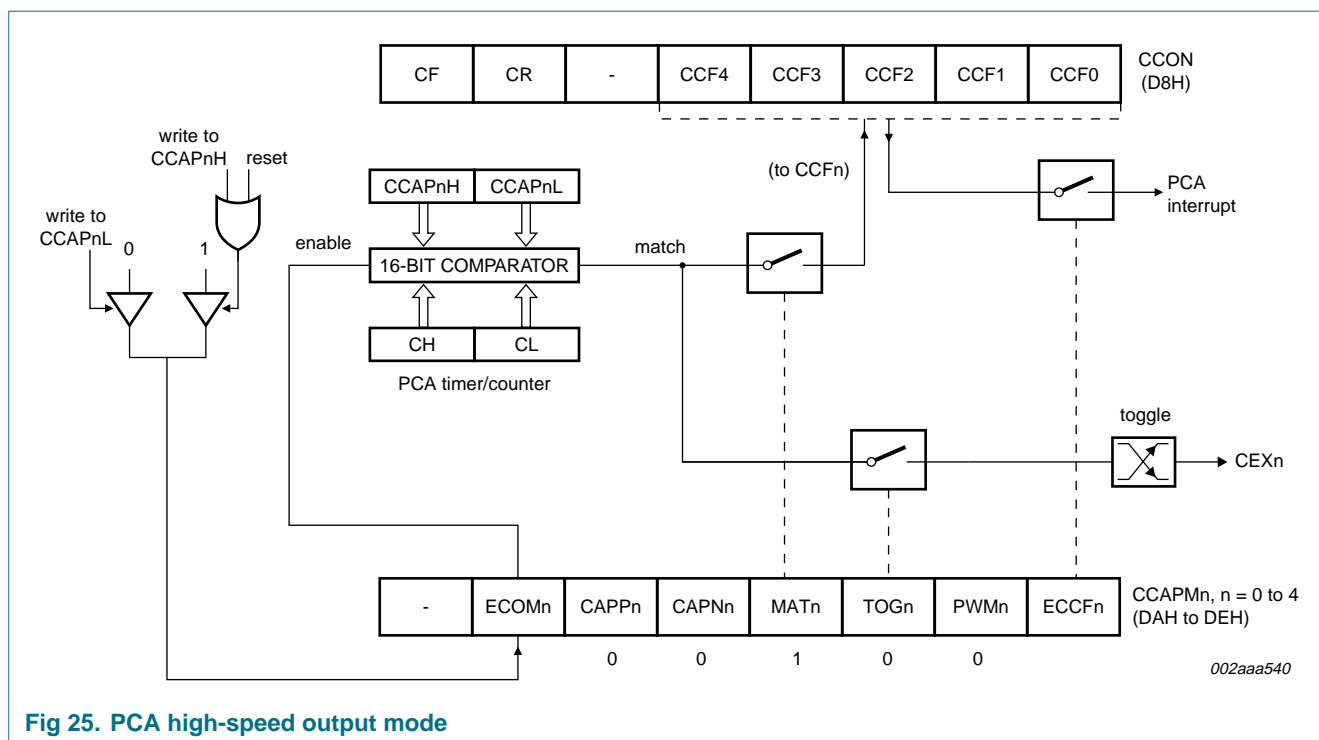 CF CR - CCF4 CCF3 CCF2 CCF1 CCF0
CCON
(D8H)
write to
CCAPnH
reset
write to
CCAPnL
0
1
CCAPnH CCAPnL
(to CCFn)
PCA
interrupt
enable
16-BIT COMPARATOR
match
CH CL
PCA timer/counter
toggle
CEXn
- ECOMn CAPPn CAPNn MATn TOGn PWMn ECCFn
CCAPMn, n = 0 to 4
(DAH to DEH)
0 0 1 0 0
002aaa540
Fig 25. PCA high-speed output mode